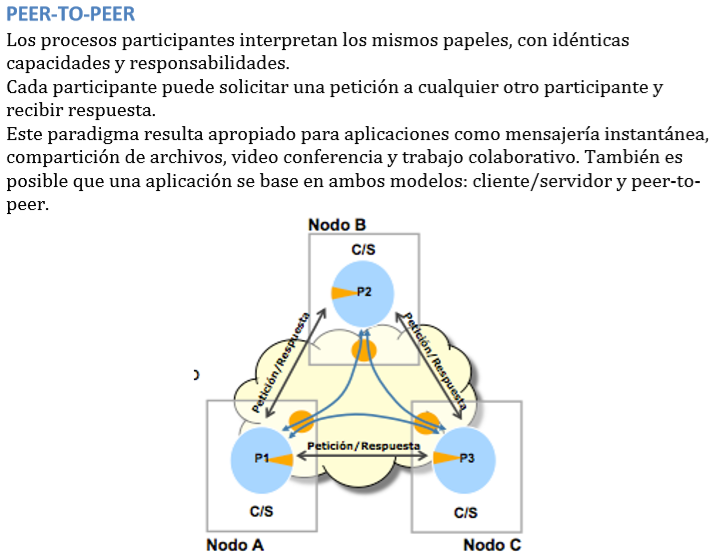 PEER-TO-PEER
Los procesos participantes interpretan los mismos papeles, con idénticas
capacidades y responsabilidades.
Cada participante puede solicitar una petición a cualquier otro participante y
recibir respuesta.
Este paradigma resulta apropiado para aplicaciones como mensajería instantánea,
compartición de archivos, video conferencia y trabajo colaborativo. También es
posible que una aplicación se base en ambos modelos: cliente/servidor y peer-to-
peer.
Nodo B
C/S
P2
Petición/Respuesta
Petición/Respuesta
Petición/Respuesta
P1
P3
C/S
C/S
Nodo A
Nodo C